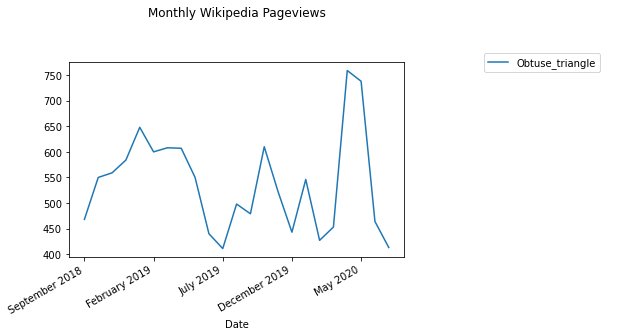 Monthly Wikipedia Pageviews
Obtuse_triangle
750
700
650
600
550
500
450
400
September 2018
February 2019
July 2019
December 2019
May 2020
Date